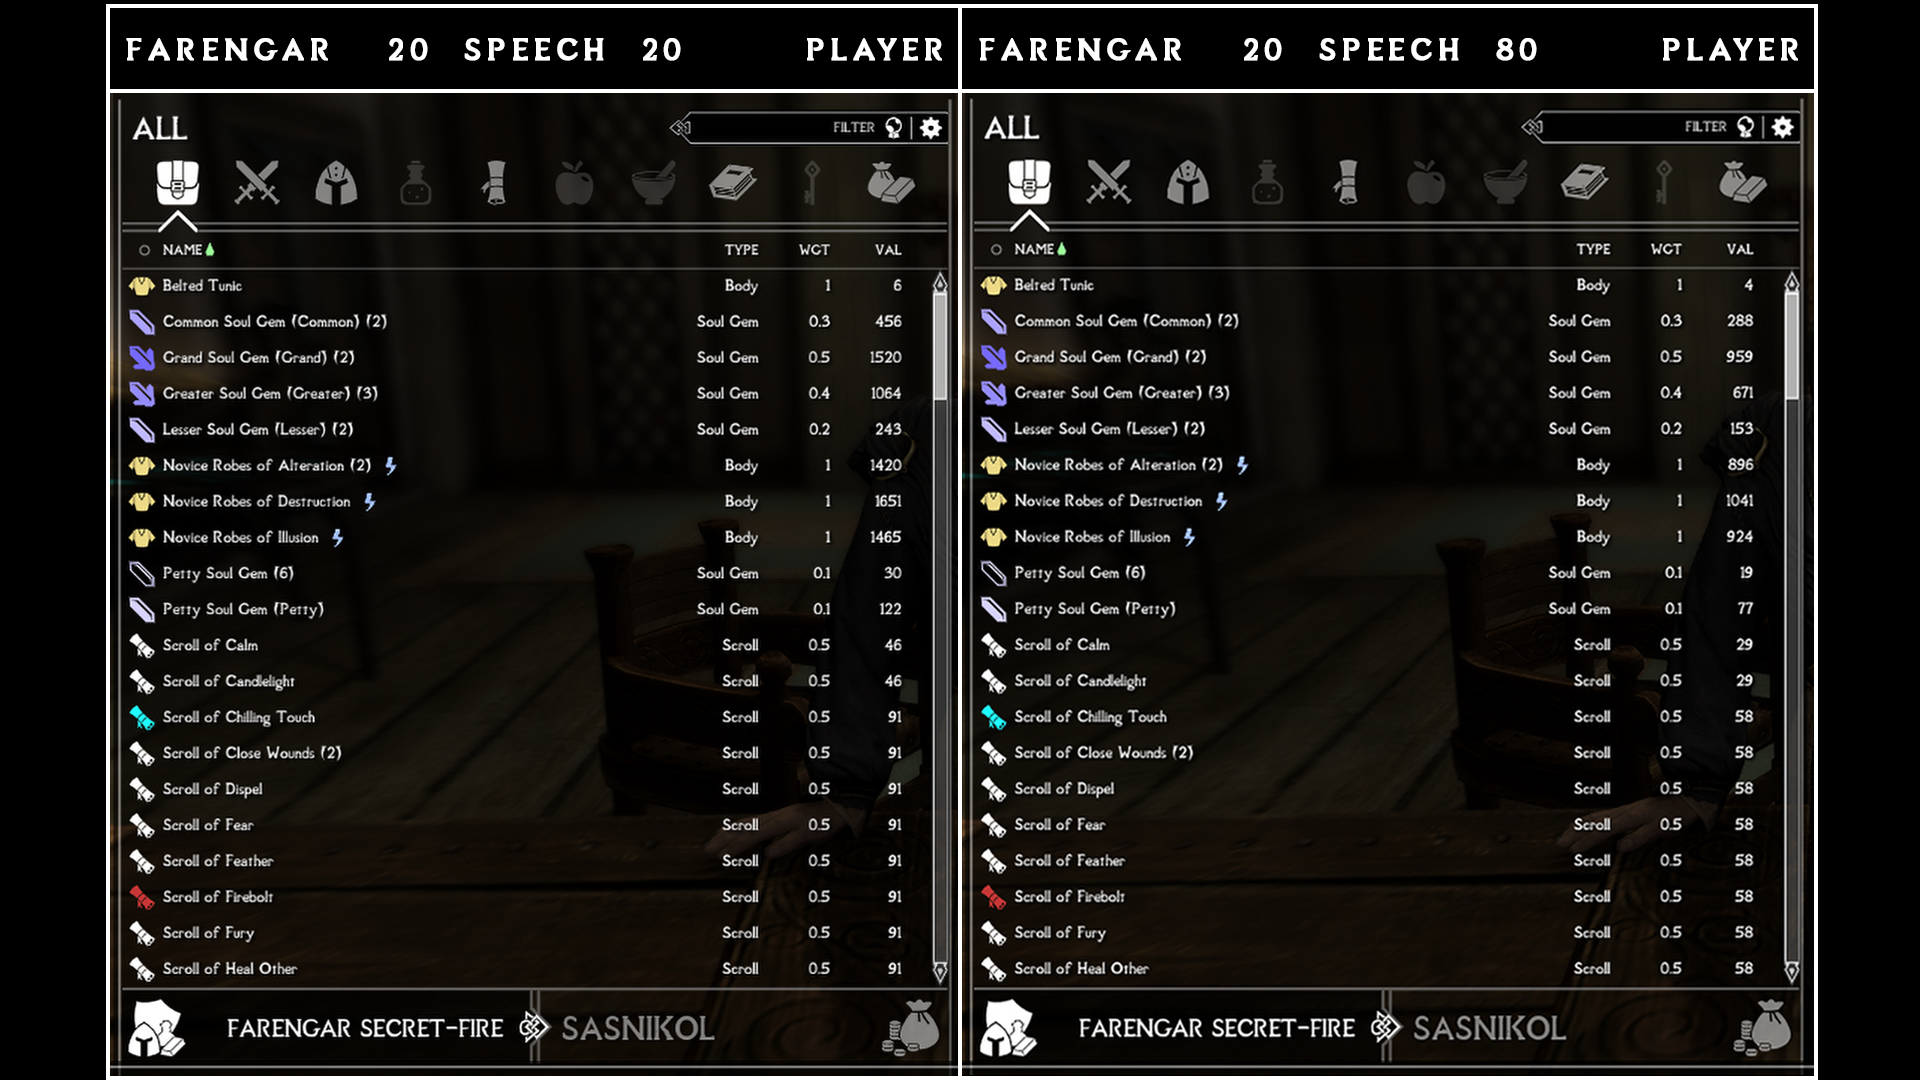 FARENGAR 20 SPEECH 20 PLAYER
ALL
FILTER
NAME TYPE WGT VAL
Belted Tunic Body 1 6
Common Soul Gem (Common) (2) Soul Gem 0.3 456
Grand Soul Gem (Grand) (2) Soul Gem 0.5 1520
Greater Soul Gem (Greater) (3) Soul Gem 0.4 1064
Lesser Soul Gem (Lesser) (2) Soul Gem 0.2 243
Novice Robes of Alteration (2) Body 1 1420
Novice Robes of Destruction Body 1 1651
Novice Robes of Illusion Body 1 1465
Petty Soul Gem (6) Soul Gem 0.1 30
Petty Soul Gem (Petty) Soul Gem 0.1 122
Scroll of Calm Scroll 0.5 46
Scroll of Candlelight Scroll 0.5 46
Scroll of Chilling Touch Scroll 0.5 91
Scroll of Close Wounds (2) Scroll 0.5 91
Scroll of Dispel Scroll 0.5 91
Scroll of Fear Scroll 0.5 91
Scroll of Feather Scroll 0.5 91
Scroll of Firebolt Scroll 0.5 91
Scroll of Fury Scroll 0.5 91
Scroll of Heal Other Scroll 0.5 91
FARENGAR SECRET-FIRE SASNIKOL
FARENGAR 20 SPEECH 80 PLAYER
ALL
FILTER
NAME TYPE WGT VAL
Belted Tunic Body 1 4
Common Soul Gem (Common) (2) Soul Gem 0.3 288
Grand Soul Gem (Grand) (2) Soul Gem 0.5 959
Greater Soul Gem (Greater) (3) Soul Gem 0.4 671
Lesser Soul Gem (Lesser) (2) Soul Gem 0.2 153
Novice Robes of Alteration (2) Body 1 896
Novice Robes of Destruction Body 1 1041
Novice Robes of Illusion Body 1 924
Petty Soul Gem (6) Soul Gem 0.1 19
Petty Soul Gem (Petty) Soul Gem 0.1 77
Scroll of Calm Scroll 0.5 29
Scroll of Candlelight Scroll 0.5 29
Scroll of Chilling Touch Scroll 0.5 58
Scroll of Close Wounds (2) Scroll 0.5 58
Scroll of Dispel Scroll 0.5 58
Scroll of Fear Scroll 0.5 58
Scroll of Feather Scroll 0.5 58
Scroll of Firebolt Scroll 0.5 58
Scroll of Fury Scroll 0.5 58
Scroll of Heal Other Scroll 0.5 58
FARENGAR SECRET-FIRE SASNIKOL